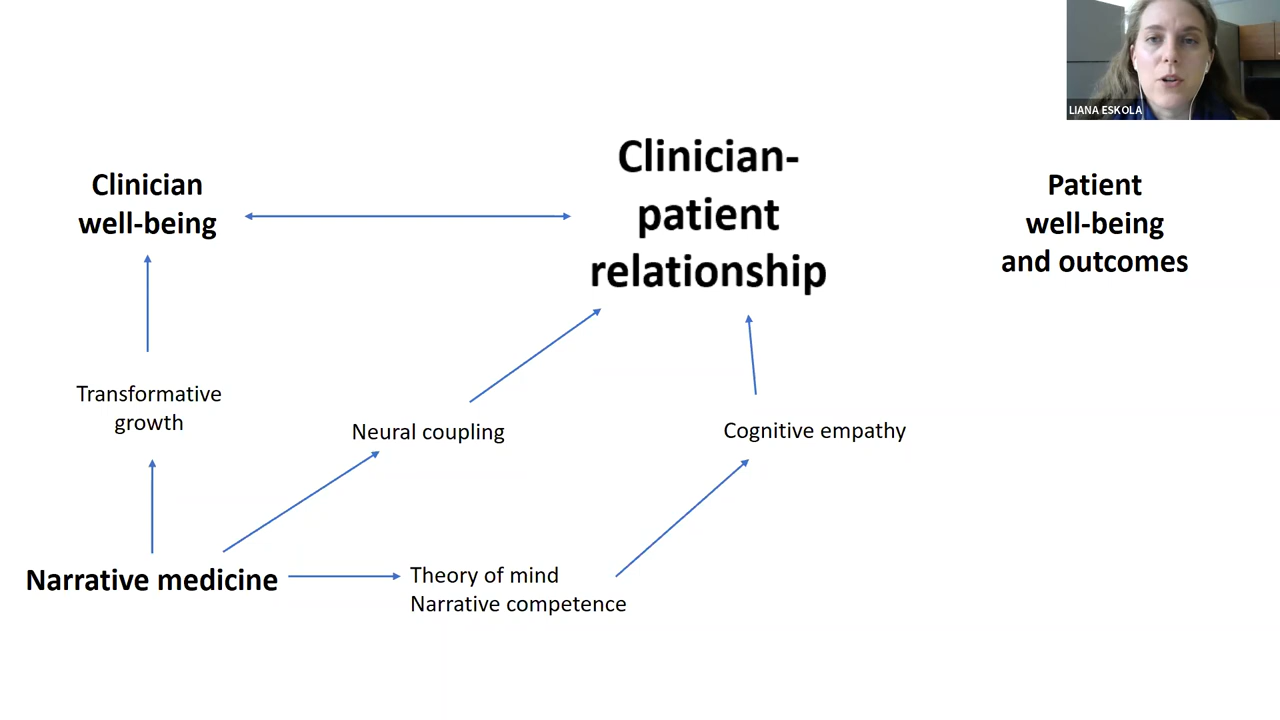 LIANA ESKOLA
Clinician
well-being
Clinician-
patient
relationship
Patient
well-being
and outcomes
Transformative
growth
Neural coupling
Cognitive empathy
Narrative medicine
Theory of mind
Narrative competence